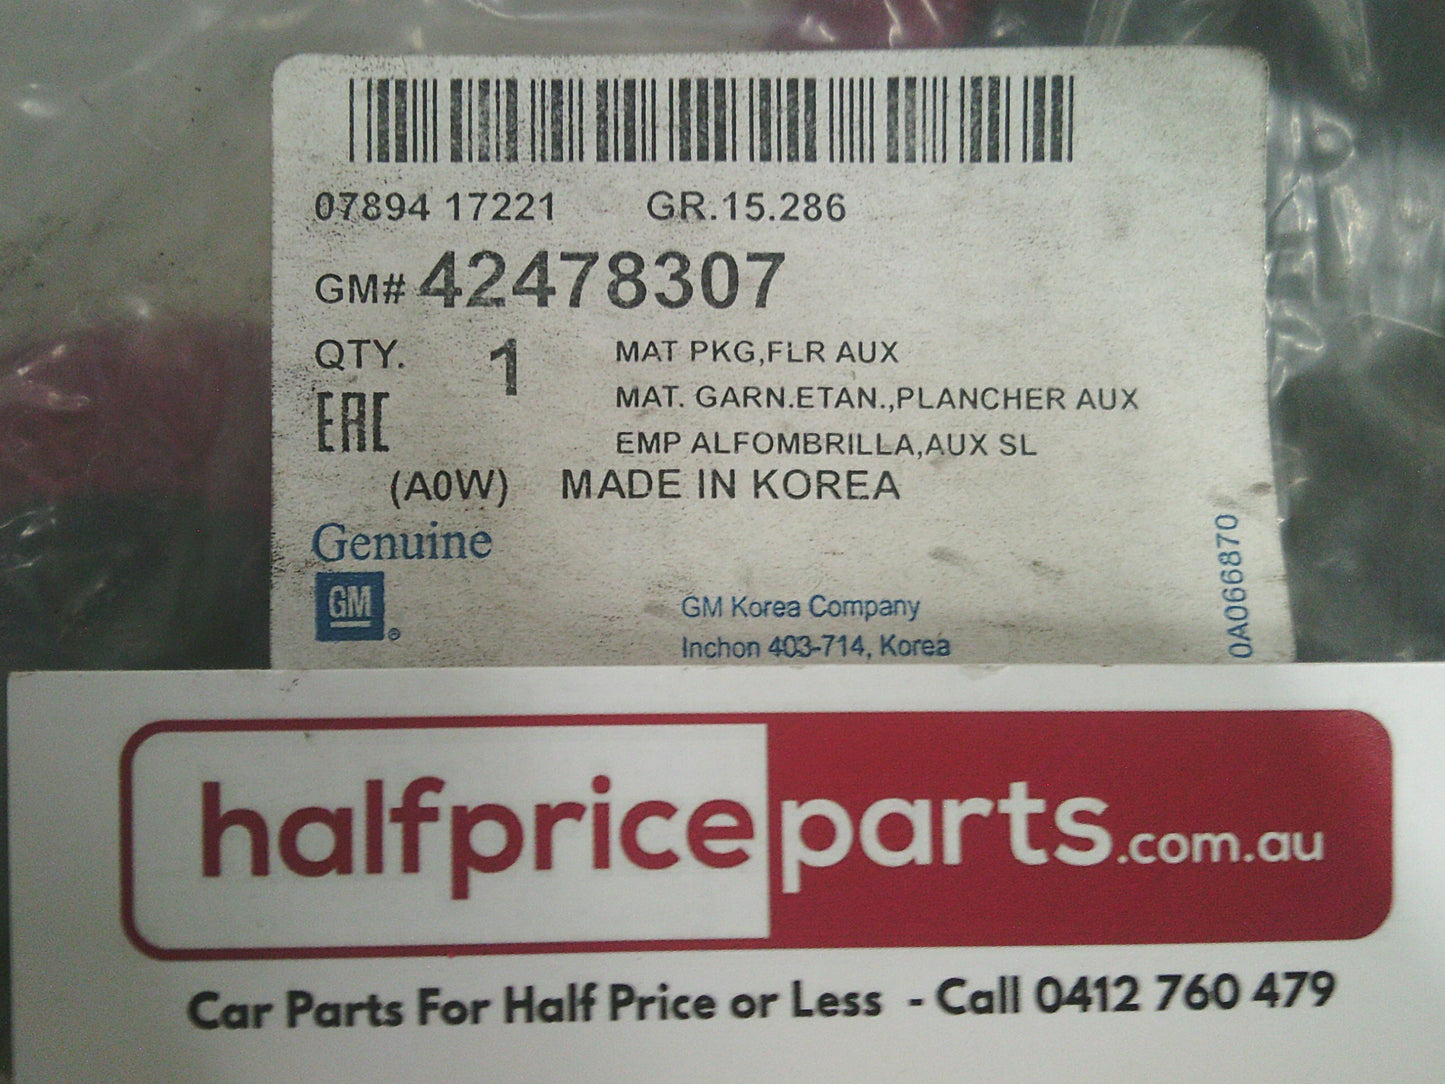 07894 17221 GR.15.286
GM# 42478307
QTY. 1 MAT PKG,FLR AUX
MAT. GARN.ETAN.,PLANCHER AUX
EAC EMP ALFOMBRILLA,AUX SL
(A0W) MADE IN KOREA
Genuine
GM®
GM Korea Company
Inchon 403-714, Korea
0A066870
halfpriceparts.com.au
Car Parts For Half Price or Less - Call 0412 760 479